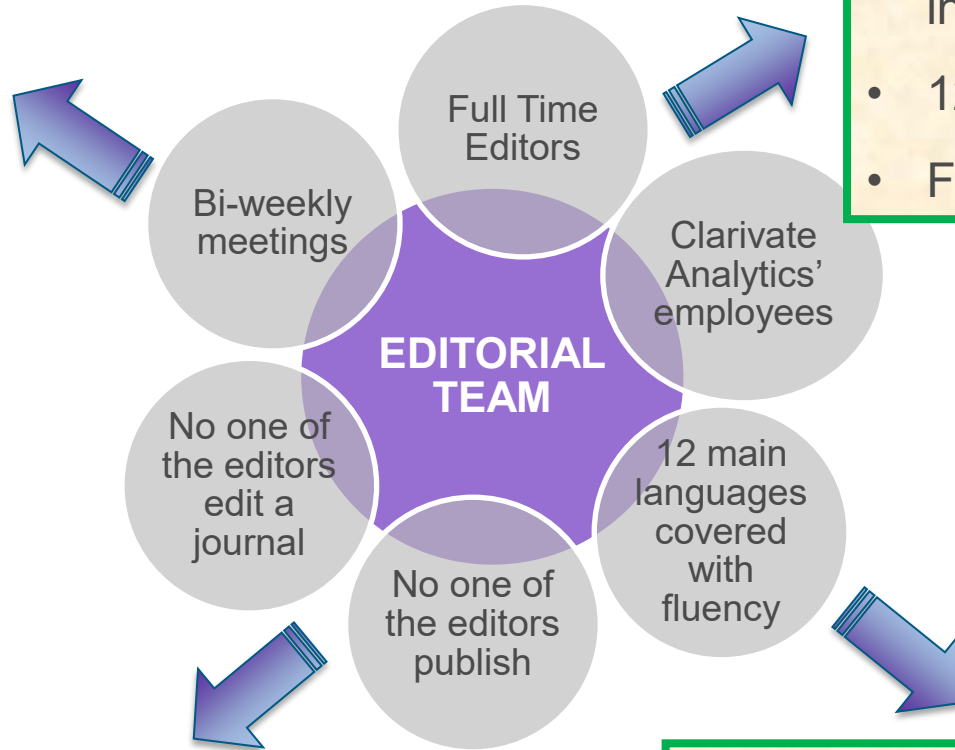 Full Time
Editors
Clarivate
Analytics’
employees
12 main
languages
covered
with
fluency
No one of
the editors
publish
No one of
the editors
edit a
journal
Bi-weekly
meetings
EDITORIAL
TEAM
•
•